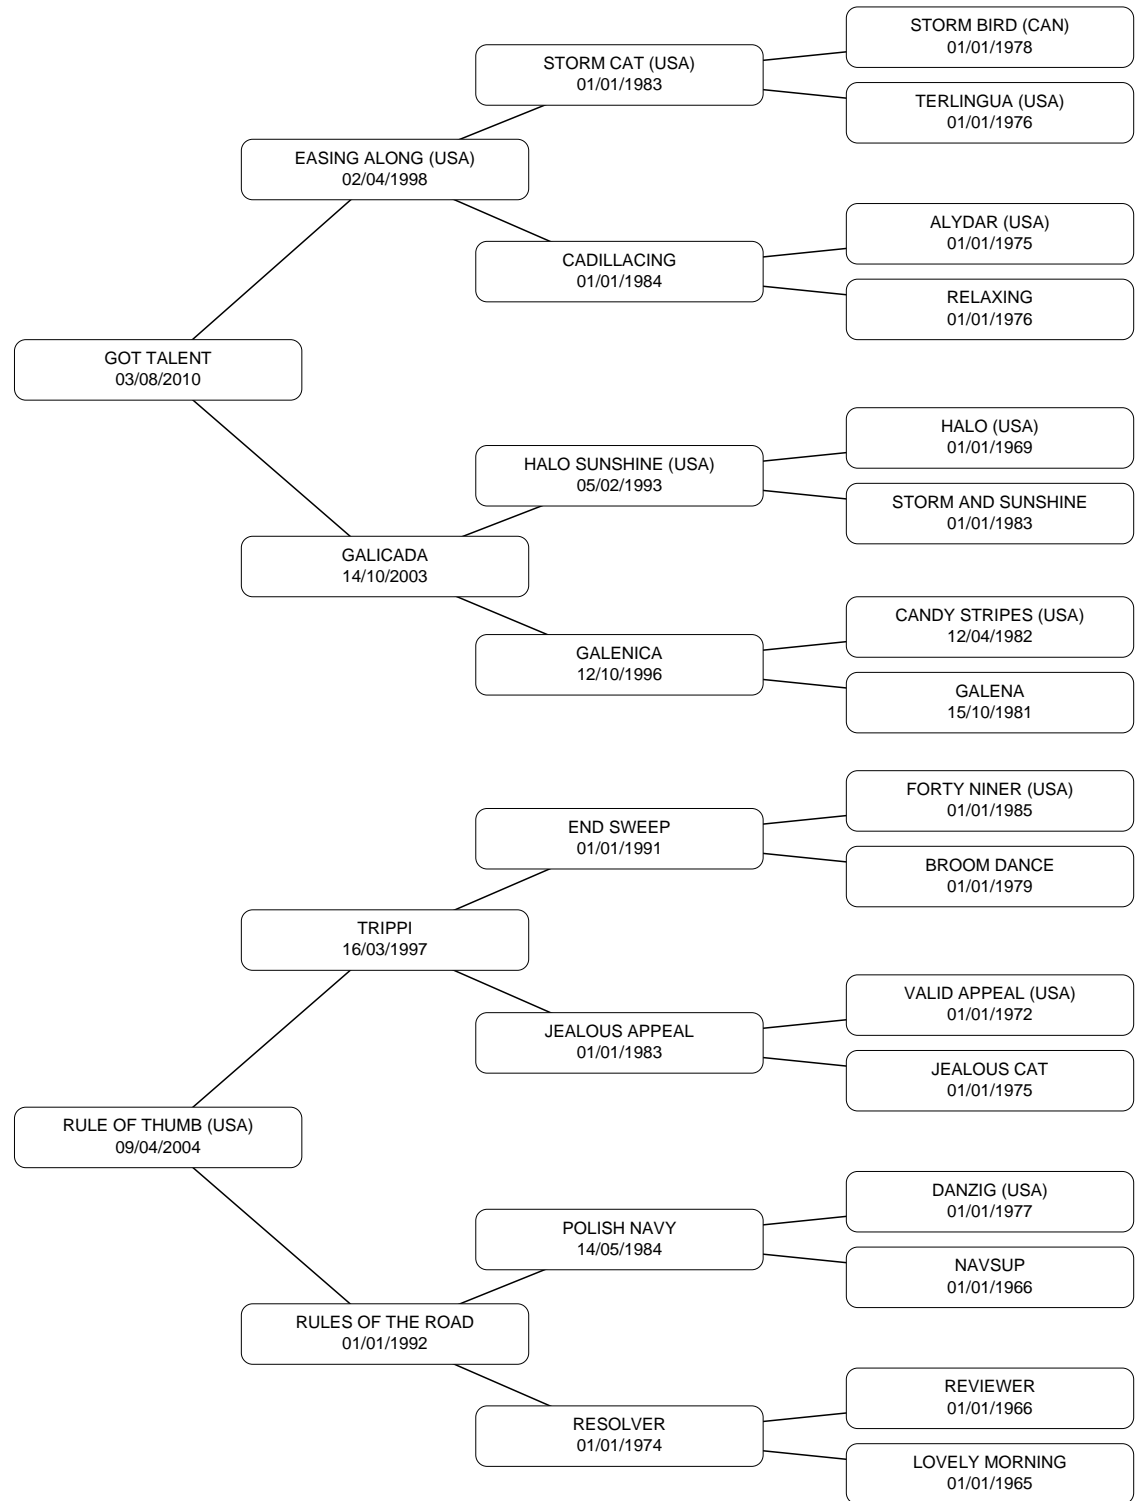 STORM BIRD (CAN)
01/01/1978
STORM CAT (USA)
01/01/1983
TERLINGUA (USA)
01/01/1976
EASING ALONG (USA)
02/04/1998
ALYDAR (USA)
01/01/1975
CADILLACING
01/01/1984
RELAXING
01/01/1976
GOT TALENT
03/08/2010
HALO (USA)
01/01/1969
HALO SUNSHINE (USA)
05/02/1993
STORM AND SUNSHINE
01/01/1983
GALICADA
14/10/2003
CANDY STRIPES (USA)
12/04/1982
GALENICA
12/10/1996
GALENA
15/10/1981
FORTY NINER (USA)
01/01/1985
END SWEEP
01/01/1991
BROOM DANCE
01/01/1979
TRIPPI
16/03/1997
VALID APPEAL (USA)
01/01/1972
JEALOUS APPEAL
01/01/1983
JEALOUS CAT
01/01/1975
RULE OF THUMB (USA)
09/04/2004
DANZIG (USA)
01/01/1977
POLISH NAVY
14/05/1984
NAVSUP
01/01/1966
RULES OF THE ROAD
01/01/1992
REVIEWER
01/01/1966
RESOLVER
01/01/1974
LOVELY MORNING
01/01/1965